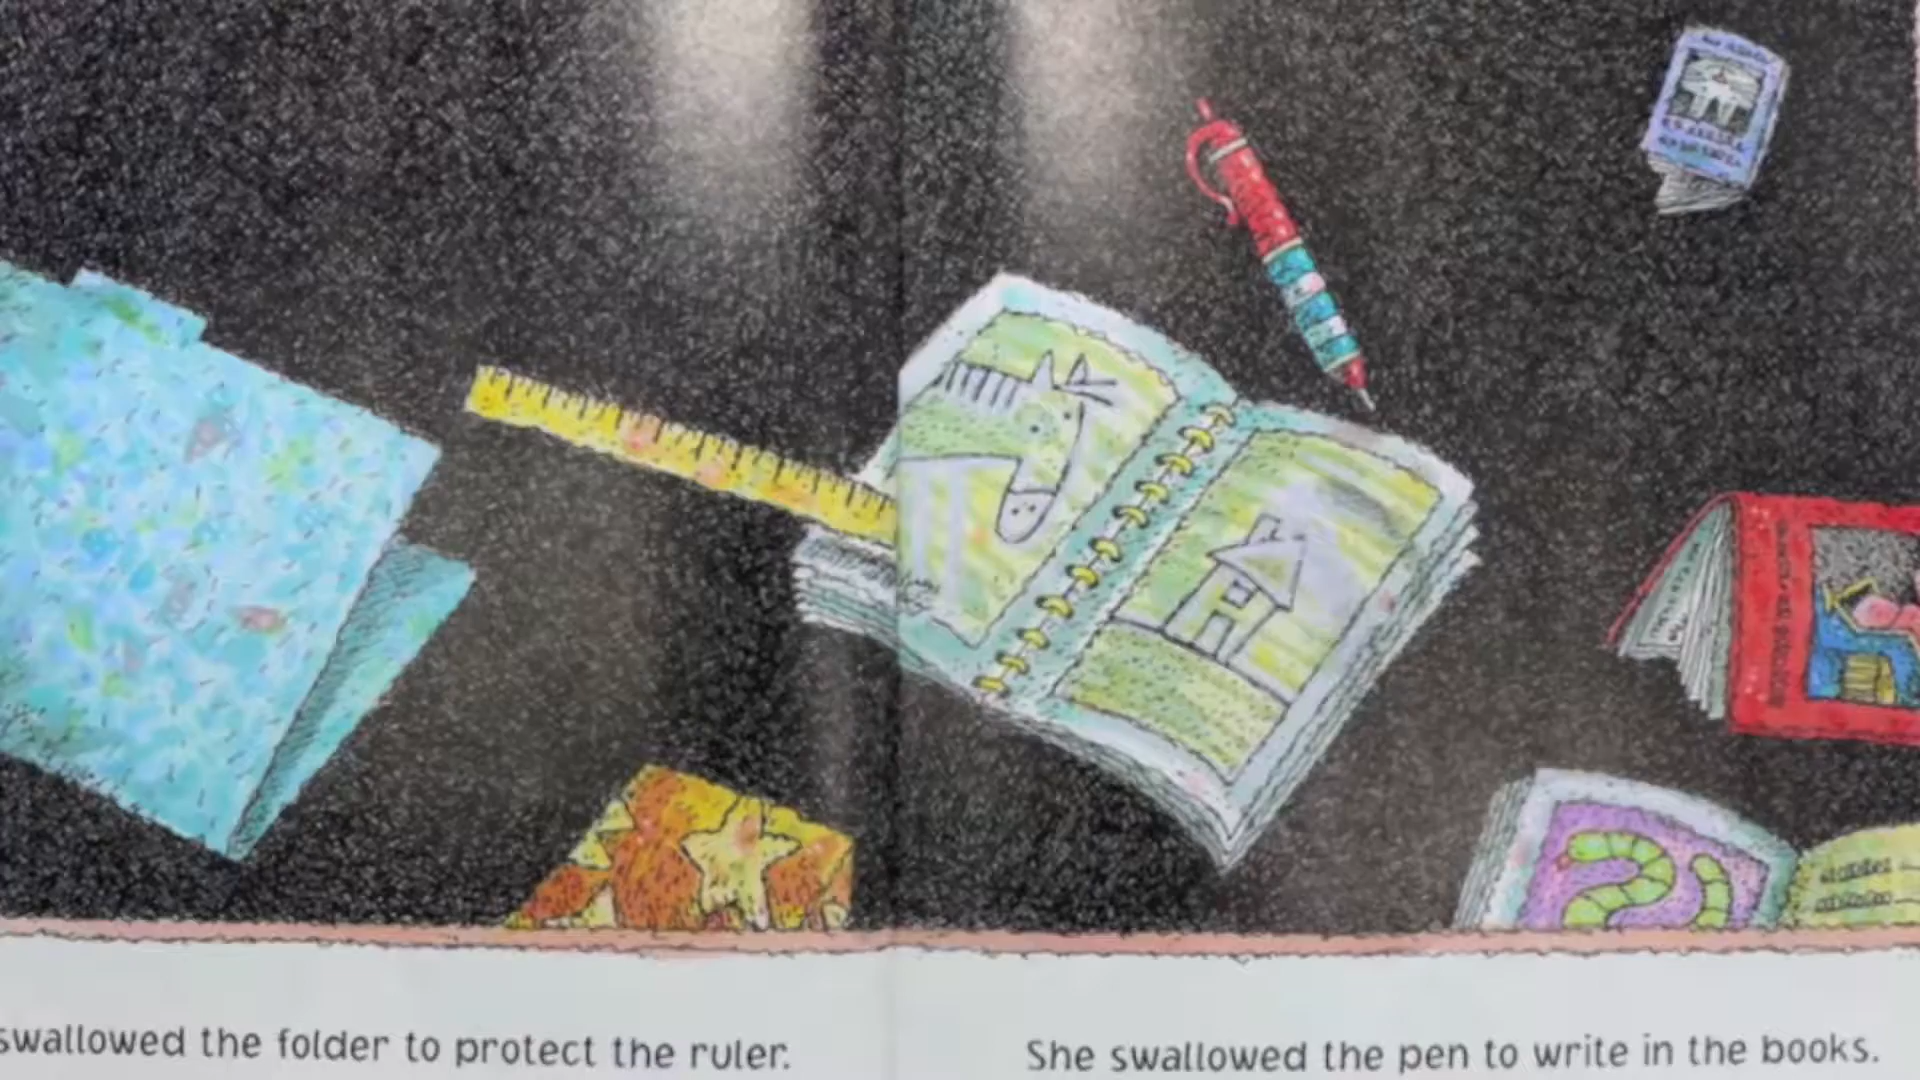 swallowed the folder to protect the ruler.
She swallowed the pen to write in the books.